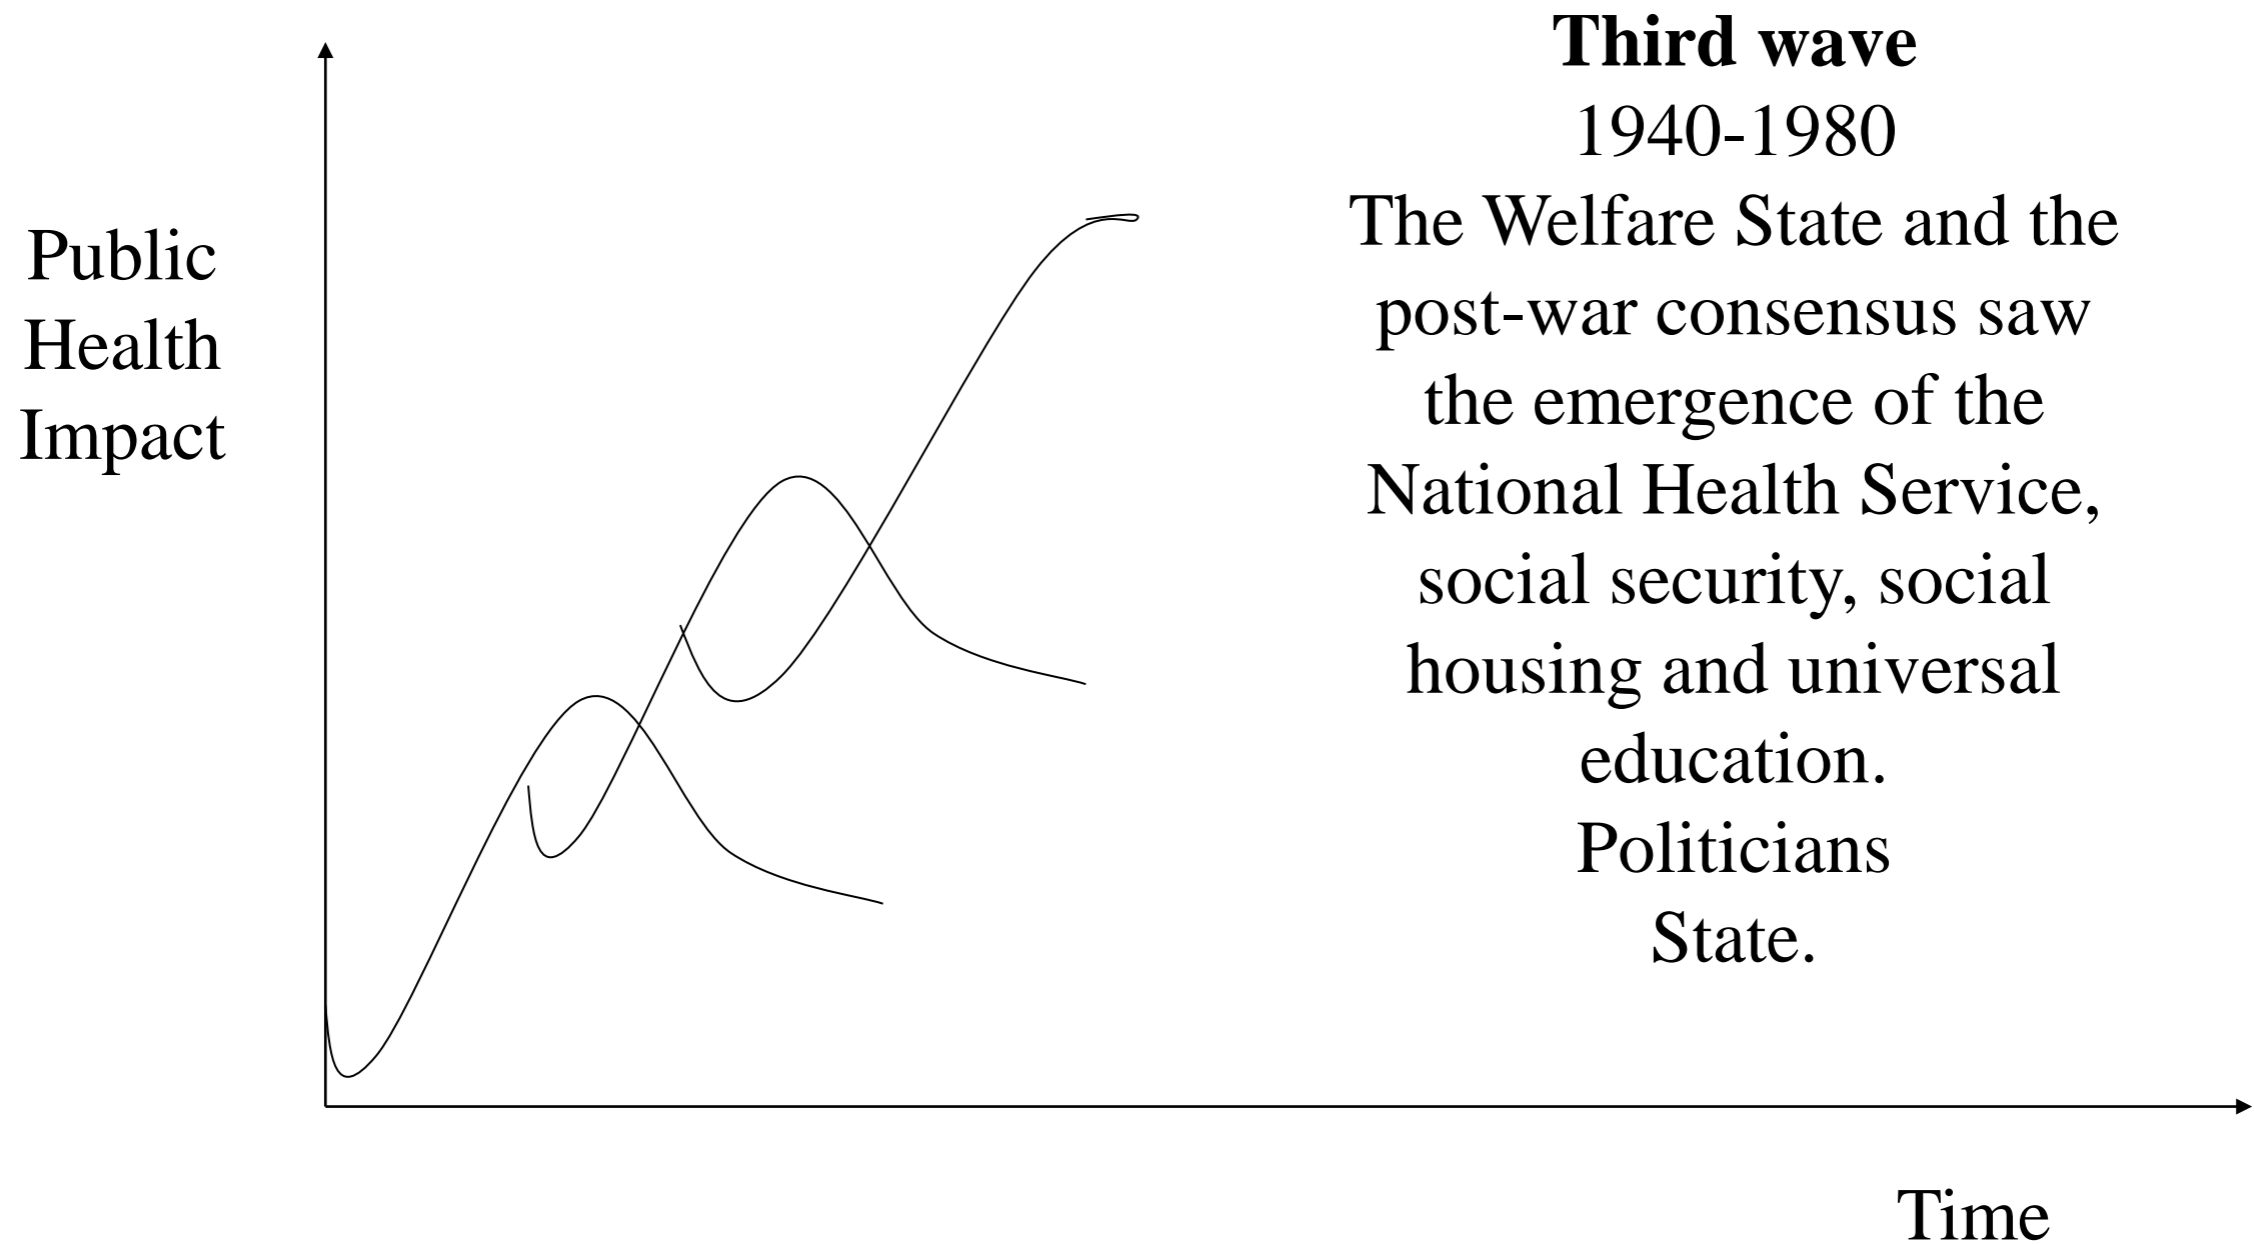 Public
Health
Impact
Third wave
1940-1980
The Welfare State and the
post-war consensus saw
the emergence of the
National Health Service,
social security, social
housing and universal
education.
Politicians
State.
Time